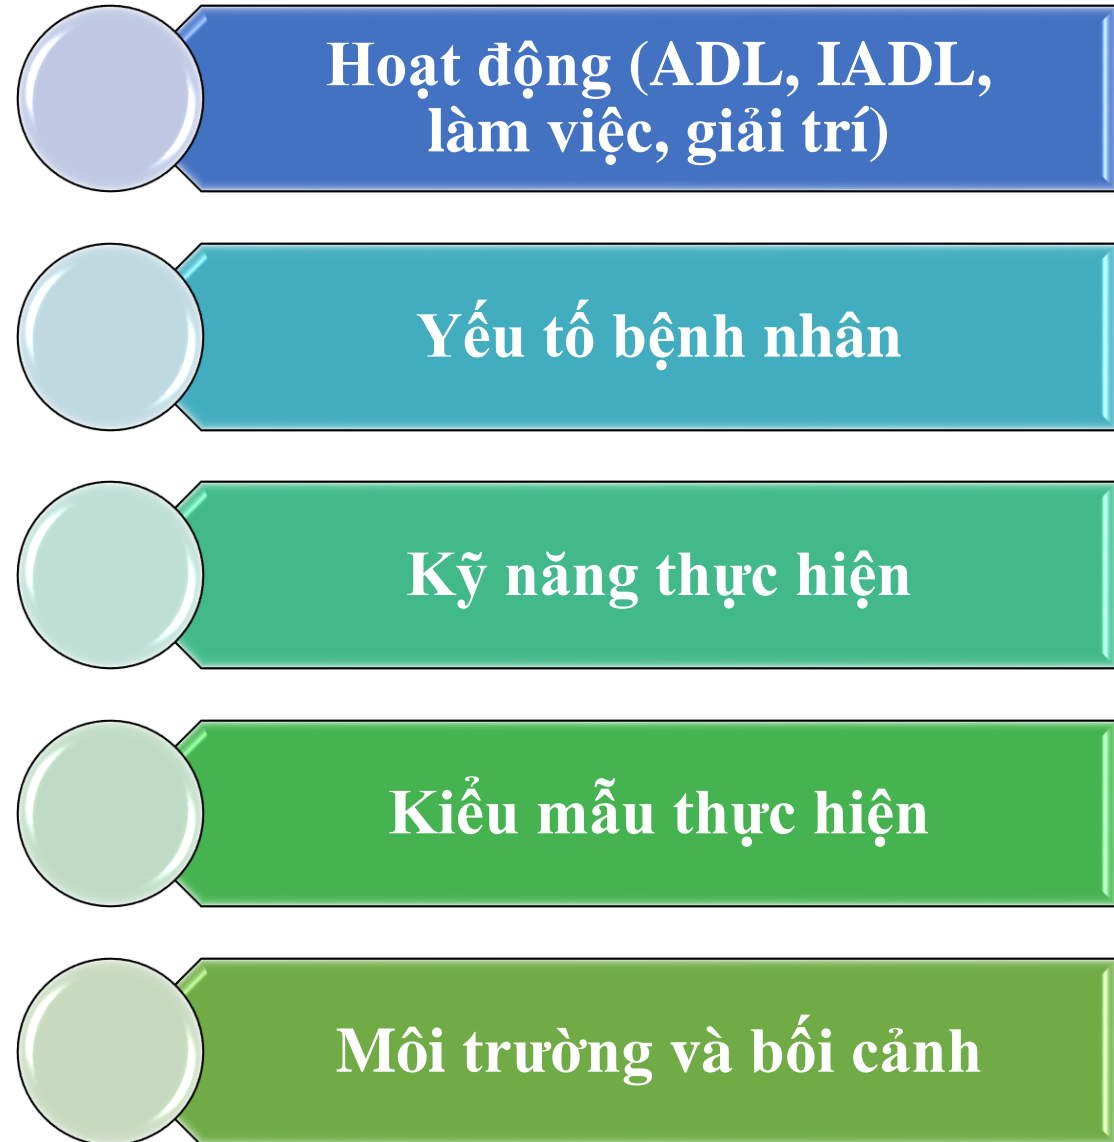 Hoạt động (ADL, IADL,
làm việc, giải trí)
Yếu tố bệnh nhân
Kỹ năng thực hiện
Kiểu mẫu thực hiện
Môi trường và bối cảnh